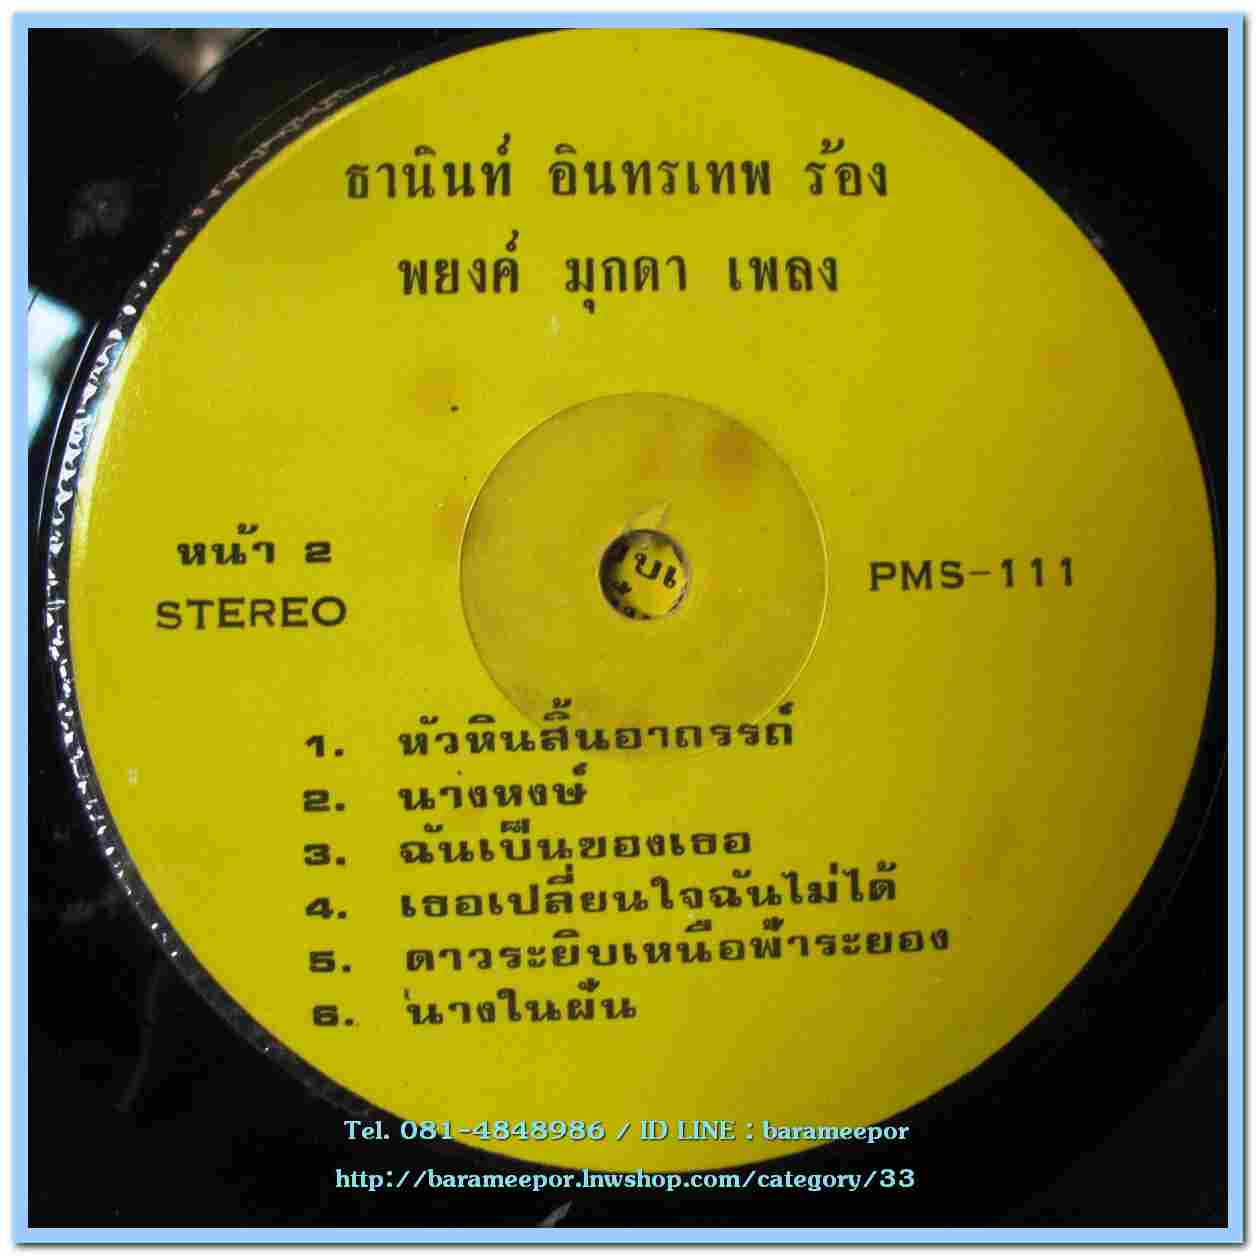 ธานินท์ อินทรเทพ ร้อง
พยงค์ มุกดา เพลง
หน้า 2
STEREO
PMS-111
1. หัวหินสิ้นอาถรรถ์
2. นางหงษ์
3. ฉันเป็นของเธอ
4. เธอเปลี่ยนใจฉันไม่ได้
5. ดาวระยิบเหนือฟ้าระยอง
6. นางในฝัน
Tel. 081-4848986 / ID LINE : barameepor
http://barameepor.lnwshop.com/category/33